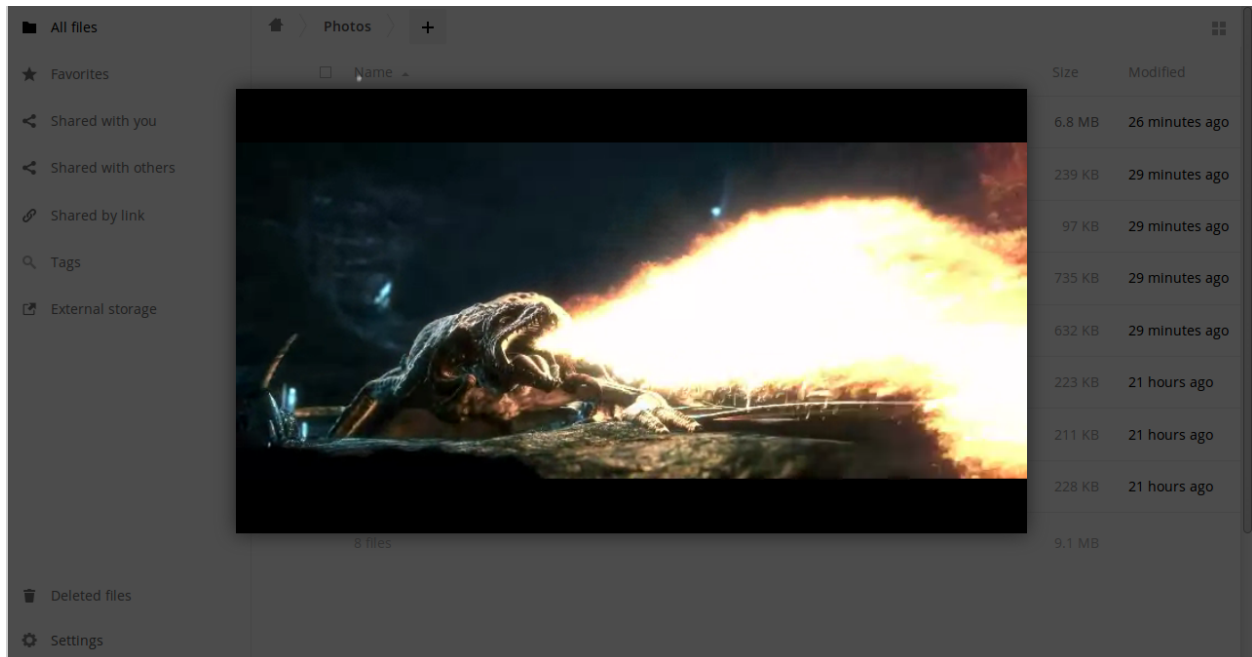 All files
Photos
+
Favorites
Name
Size
Modified
Shared with you
6.8 MB
26 minutes ago
Shared with others
239 KB
29 minutes ago
Shared by link
97 KB
29 minutes ago
Tags
735 KB
29 minutes ago
External storage
632 KB
29 minutes ago
223 KB
21 hours ago
211 KB
21 hours ago
228 KB
21 hours ago
8 files
9.1 MB
Deleted files
Settings